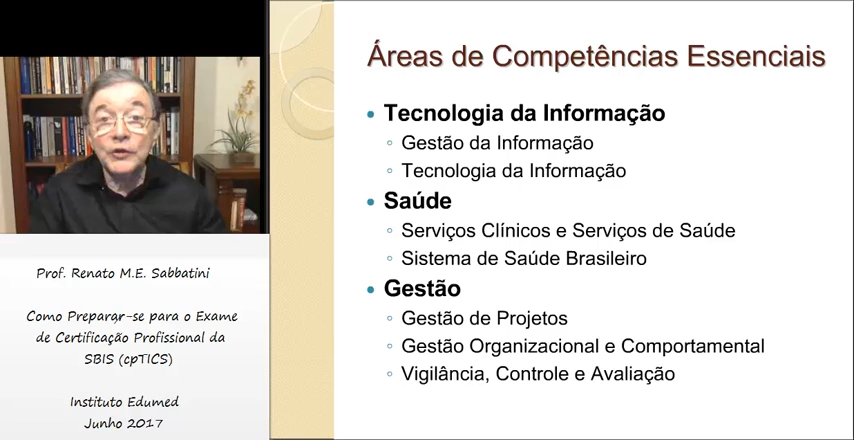 Áreas de Competências Essenciais
Tecnologia da Informação
Gestão da Informação
Tecnologia da Informação
Saúde
Serviços Clínicos e Serviços de Saúde
Sistema de Saúde Brasileiro
Gestão
Gestão de Projetos
Gestão Organizacional e Comportamental
Vigilância, Controle e Avaliação
Prof. Renato M.E. Sabbatini
Como Preparar-se para o Exame
de Certificação Profissional da
SBIS (cpTICS)
Instituto Edumed
Junho 2017